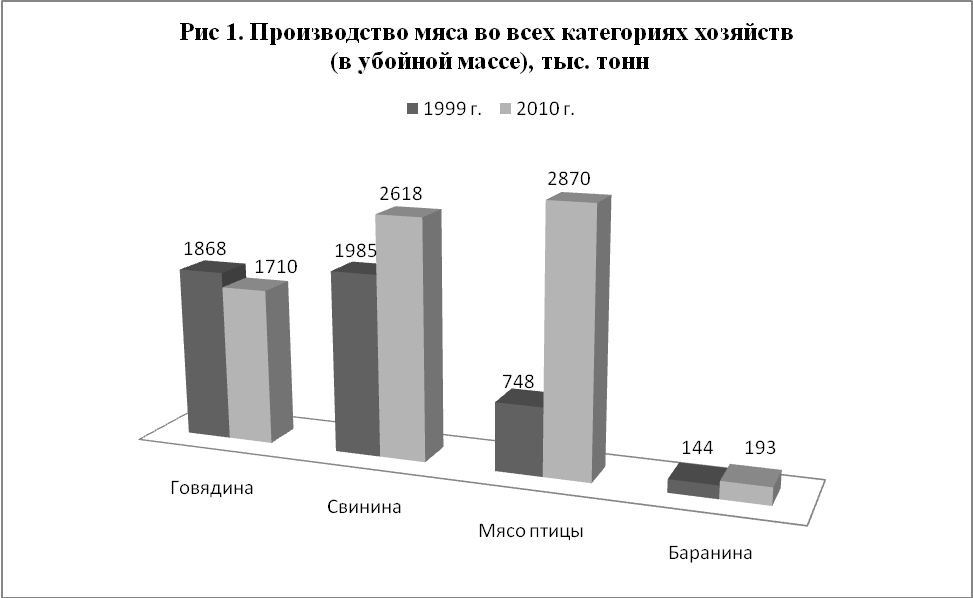 Рис 1. Производство мяса во всех категориях хозяйств
(в убойной массе), тыс. тонн
1999 г. 2010 г.
1868
1710
1985
2618
748
2870
144
193
Говядина
Свинина
Мясо птицы
Баранина